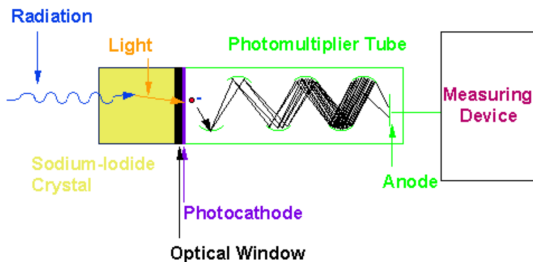 Radiation
Light
Photomultiplier Tube
-
Measuring
Device
Sodium-Iodide
Crystal
Anode
Photocathode
Optical Window